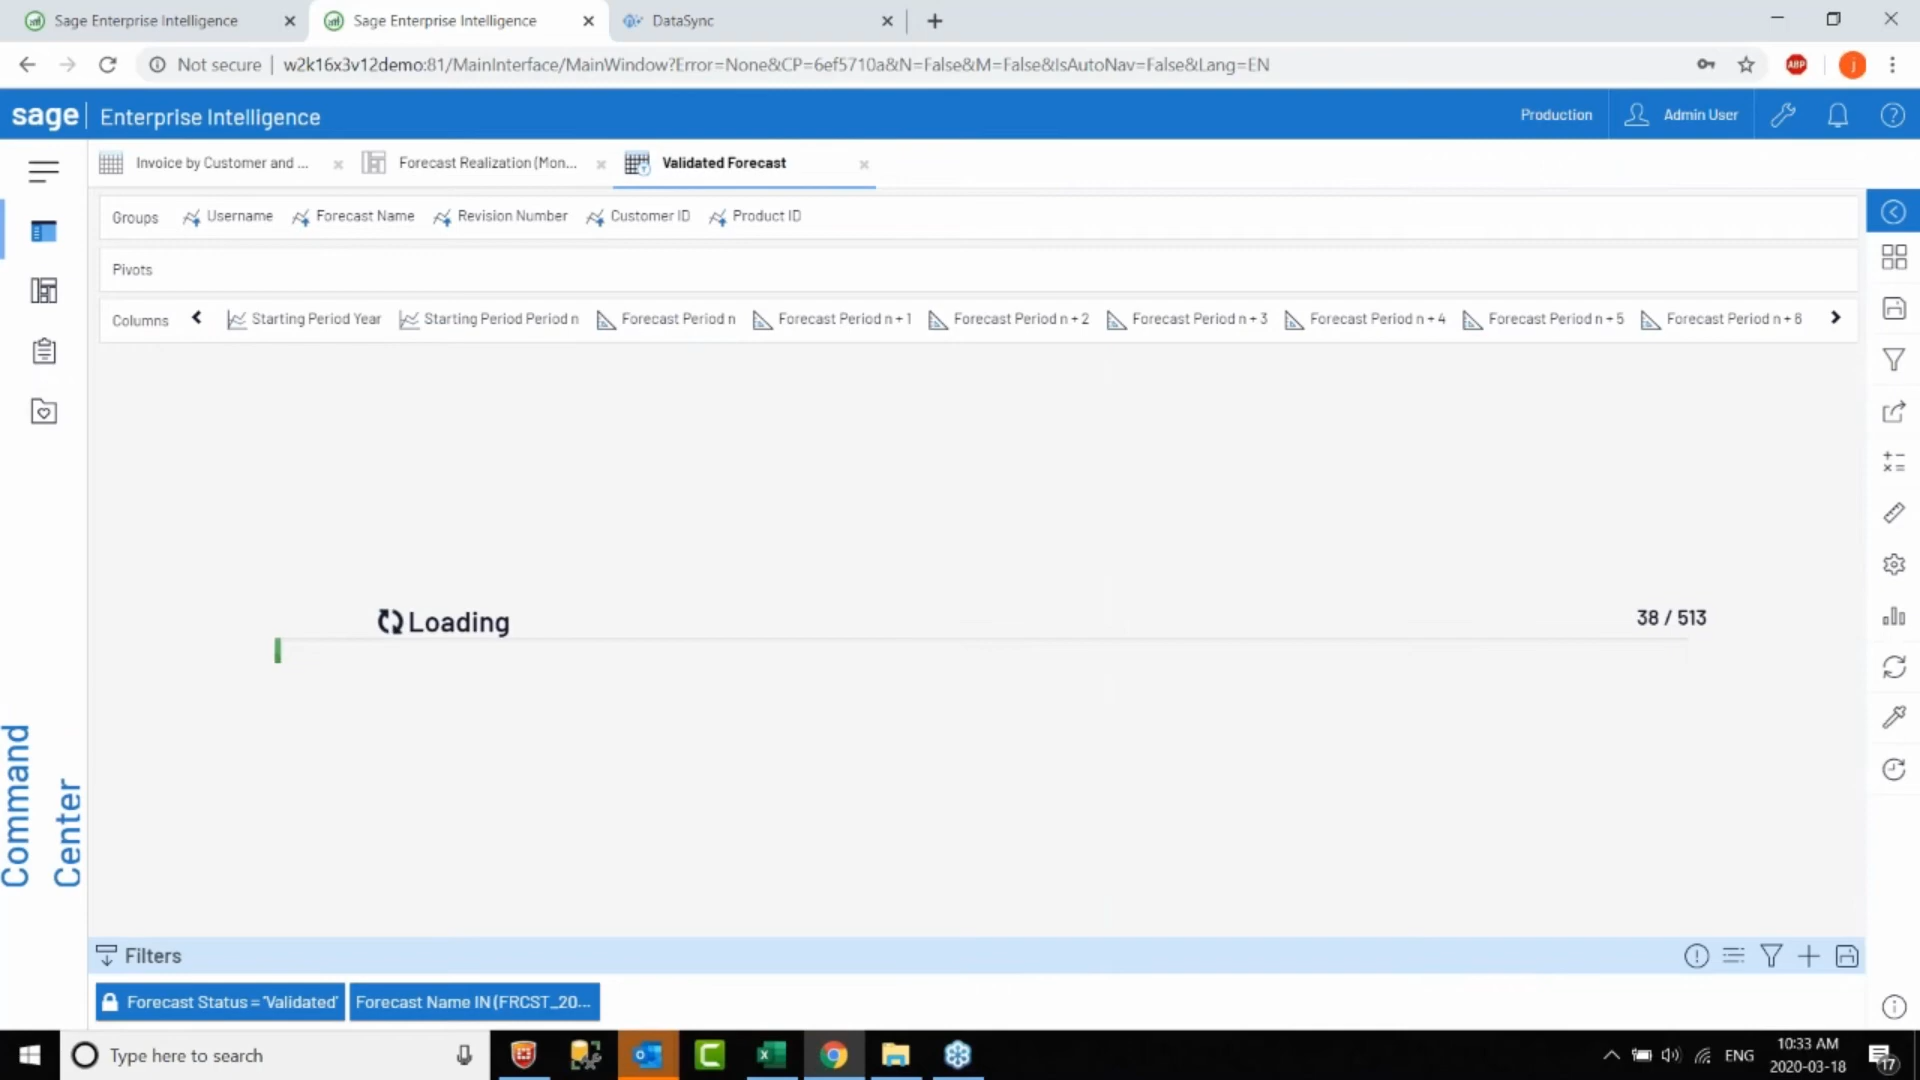 Sage Enterprise Intelligence
Sage Enterprise Intelligence
DataSync
Not secure | w2k16x3v12demo:81/MainInterface/MainWindow?Error=None&CP=6ef5710a&N=False&M=False&IsAutoNav=False&Lang=EN
ABP
j
sage Enterprise Intelligence
Production
Admin User
Invoice by Customer and ...
Forecast Realization (Mon...
Validated Forecast
Groups Username Forecast Name Revision Number Customer ID Product ID
Pivots
Columns Starting Period Year Starting Period Period n Forecast Period n Forecast Period n + 1 Forecast Period n + 2 Forecast Period n + 3 Forecast Period n + 4 Forecast Period n + 5 Forecast Period n + 6
Loading
38 / 513
Command
Center
Filters
Forecast Status = 'Validated'
Forecast Name IN (FRCST_20...
Type here to search
ENG
10:33 AM
2020-03-18
17